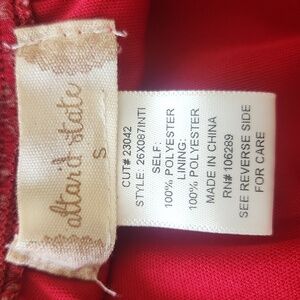 altar'd state
S
CUT# 23042
STYLE: 26X087INTI
SELF:
100% POLYESTER
LINING:
100% POLYESTER
MADE IN CHINA
RN# 106289
SEE REVERSE SIDE
FOR CARE